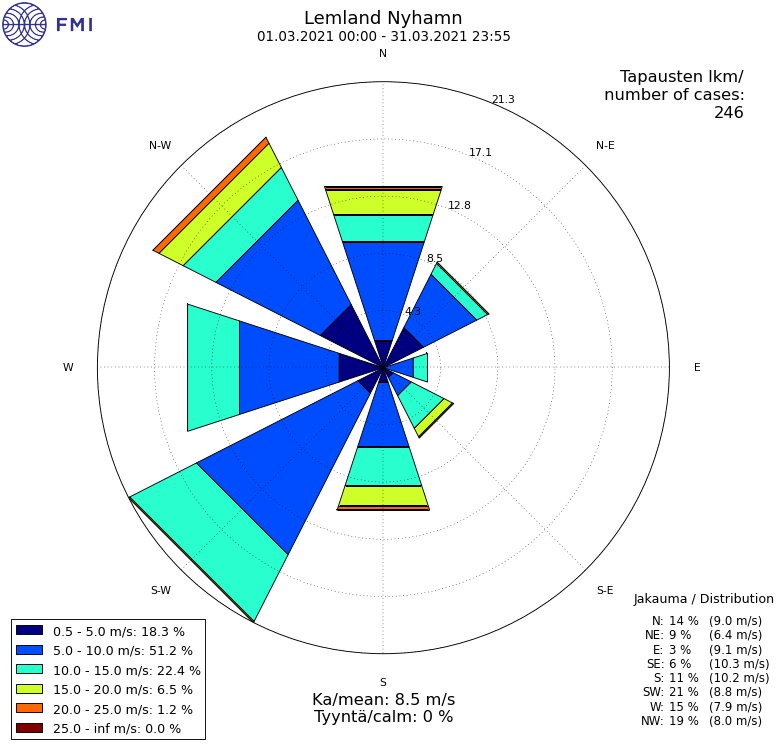 FMI
Lemland Nyhamn
01.03.2021 00:00 - 31.03.2021 23:55
Tapausten lkm/
number of cases:
246
N
N-E
E
S-E
S
S-W
W
N-W
21.3
17.1
12.8
8.5
4.3
0.5 - 5.0 m/s: 18.3 %
5.0 - 10.0 m/s: 51.2 %
10.0 - 15.0 m/s: 22.4 %
15.0 - 20.0 m/s: 6.5 %
20.0 - 25.0 m/s: 1.2 %
25.0 - inf m/s: 0.0 %
Ka/mean: 8.5 m/s
Tyyntä/calm: 0 %
Jakauma / Distribution
N: 14 % (9.0 m/s)
NE: 9 % (6.4 m/s)
E: 3 % (9.1 m/s)
SE: 6 % (10.3 m/s)
S: 11 % (10.2 m/s)
SW: 21 % (8.8 m/s)
W: 15 % (7.9 m/s)
NW: 19 % (8.0 m/s)